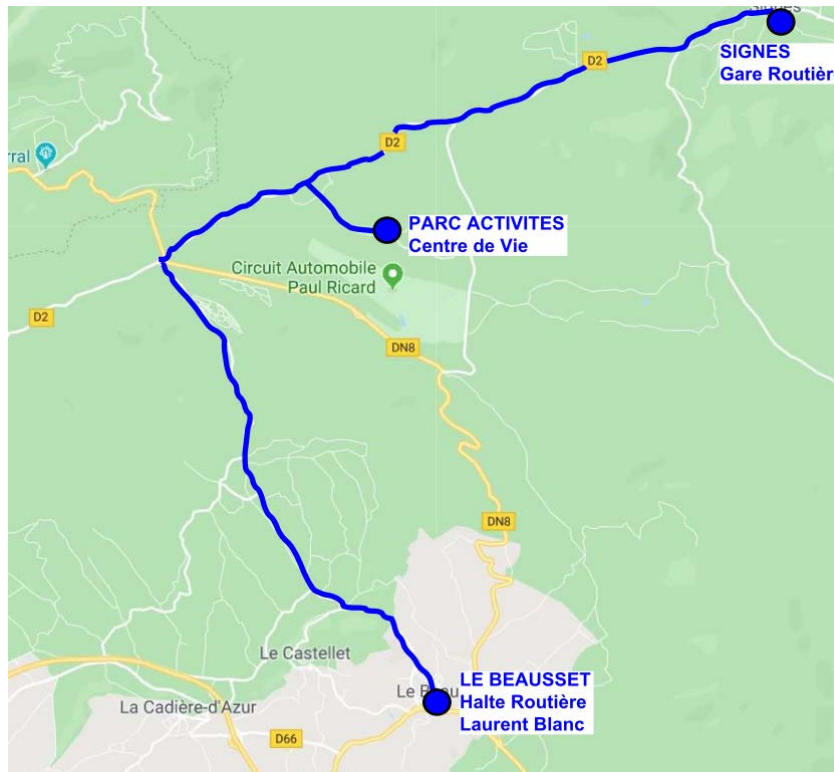 D2
SIGNES
Gare Routière
D2
PARC ACTIVITES
Centre de Vie
Circuit Automobile
Paul Ricard
D2
DN8
DN8
Le Castellet
LE BEAUSSET
Halte Routière
Laurent Blanc
La Cadière-d'Azur
D66